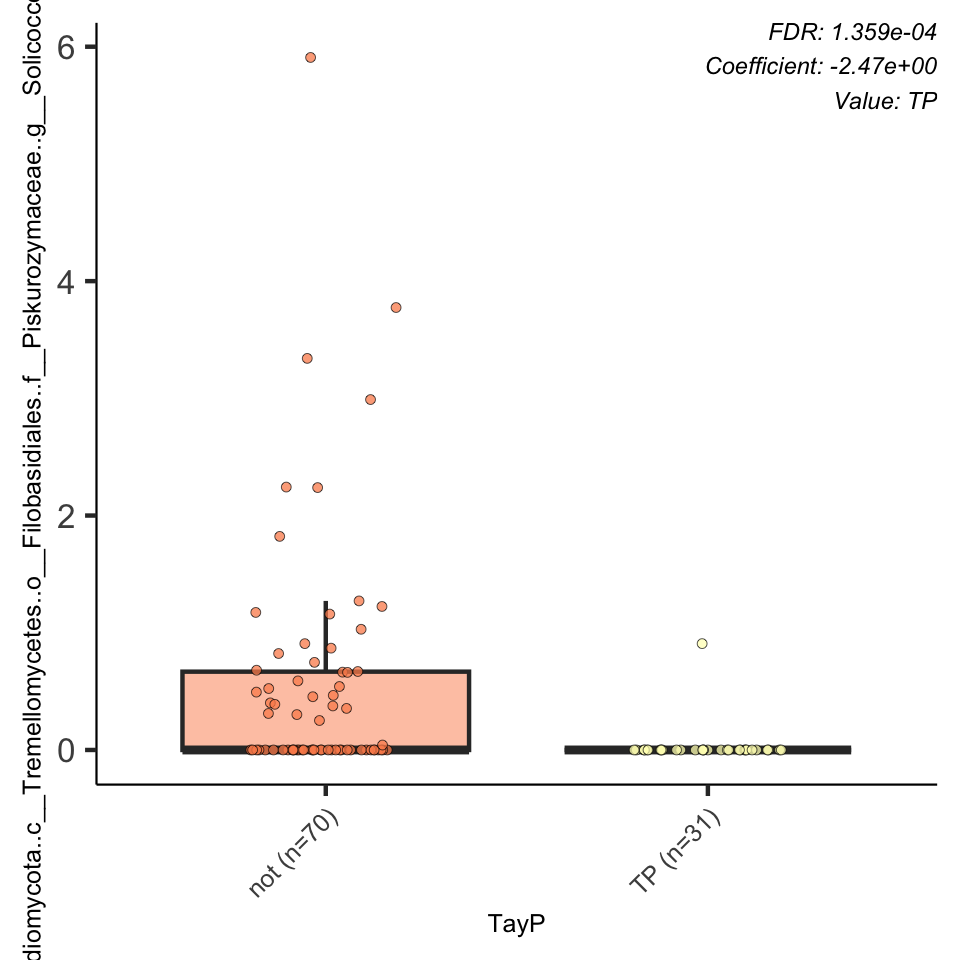 FDR: 1.359e-04
Coefficient: -2.47e+00
Value: TP
diomycota..c__Tremellomycetes..o__Filobasidiales..f__Piskurozymaceae..g__Solicocco
6
4
2
0
not (n=70)
TP (n=31)
TayP